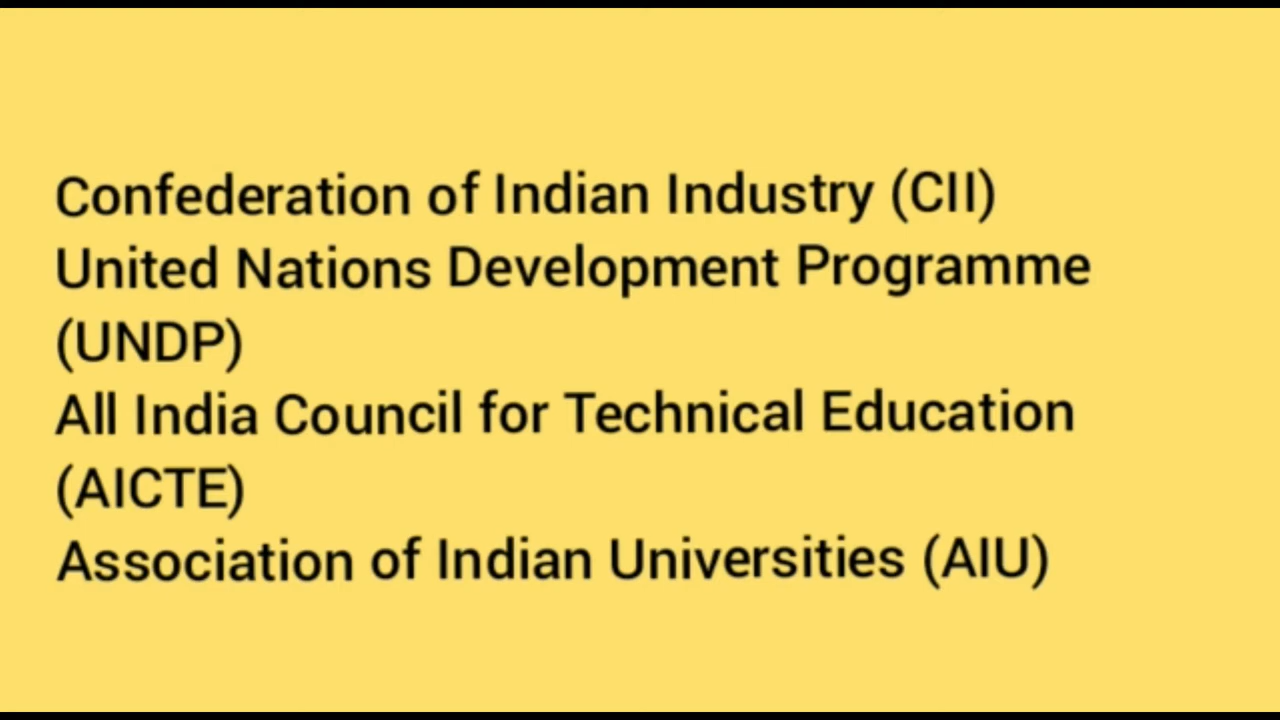 Confederation of Indian Industry (CII)
United Nations Development Programme
(UNDP)
All India Council for Technical Education
(AICTE)
Association of Indian Universities (AIU)